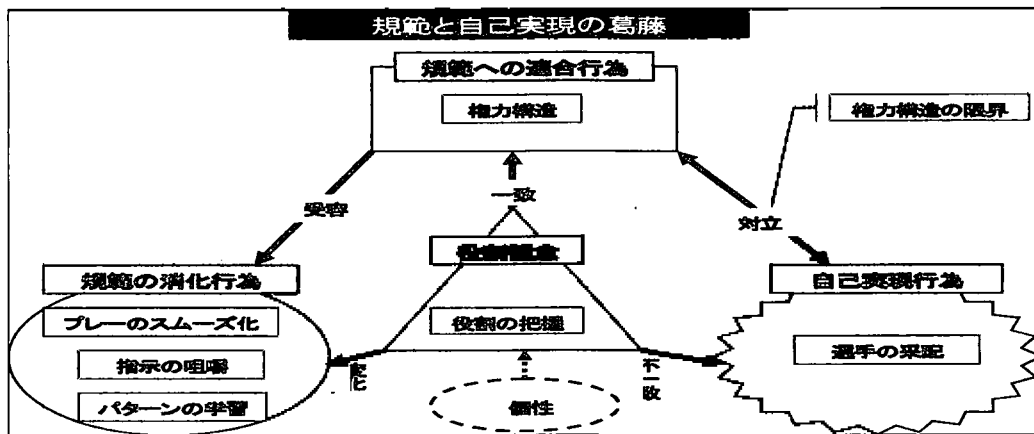 規範と自己実現の葛藤
規範への適合行為
権力構造
権力構造の限界
一致
受容
対立
規範の消化行為
自己実現行為
プレーのスムーズ化
役割の把握
選手の采配
指示の咀嚼
不一致
パターンの学習
個性